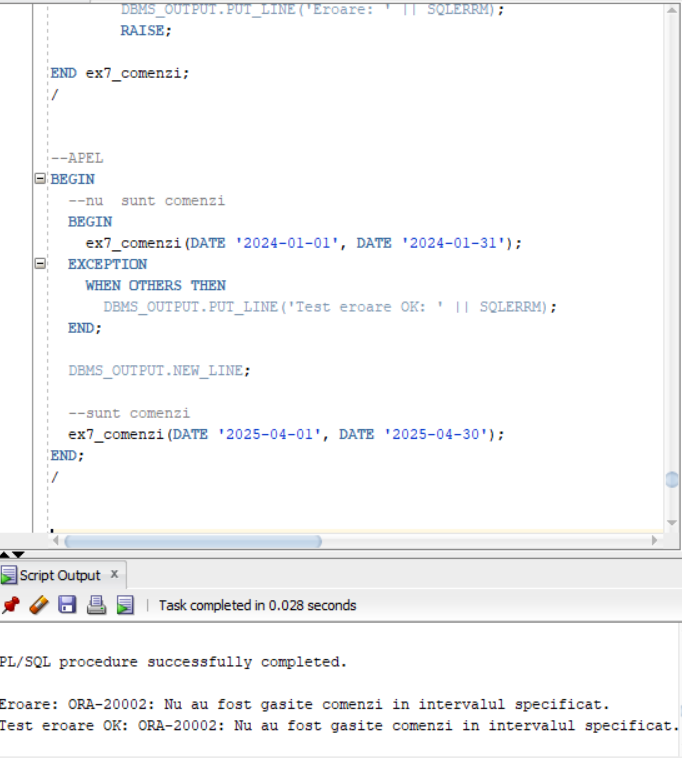 DBMS_OUTPUT.PUT_LINE('Eroare: ' || SQLERRM);
RAISE;
END ex7_comenzi;
/
--APEL
BEGIN
--nu  sunt comenzi
BEGIN
ex7_comenzi(DATE '2024-01-01', DATE '2024-01-31');
EXCEPTION
WHEN OTHERS THEN
DBMS_OUTPUT.PUT_LINE('Test eroare OK: ' || SQLERRM);
END;
DBMS_OUTPUT.NEW_LINE;
--sunt comenzi
ex7_comenzi(DATE '2025-04-01', DATE '2025-04-30');
END;
/
Script Output x
Task completed in 0.028 seconds
PL/SQL procedure successfully completed.
Eroare: ORA-20002: Nu au fost gasite comenzi in intervalul specificat.
Test eroare OK: ORA-20002: Nu au fost gasite comenzi in intervalul specificat.